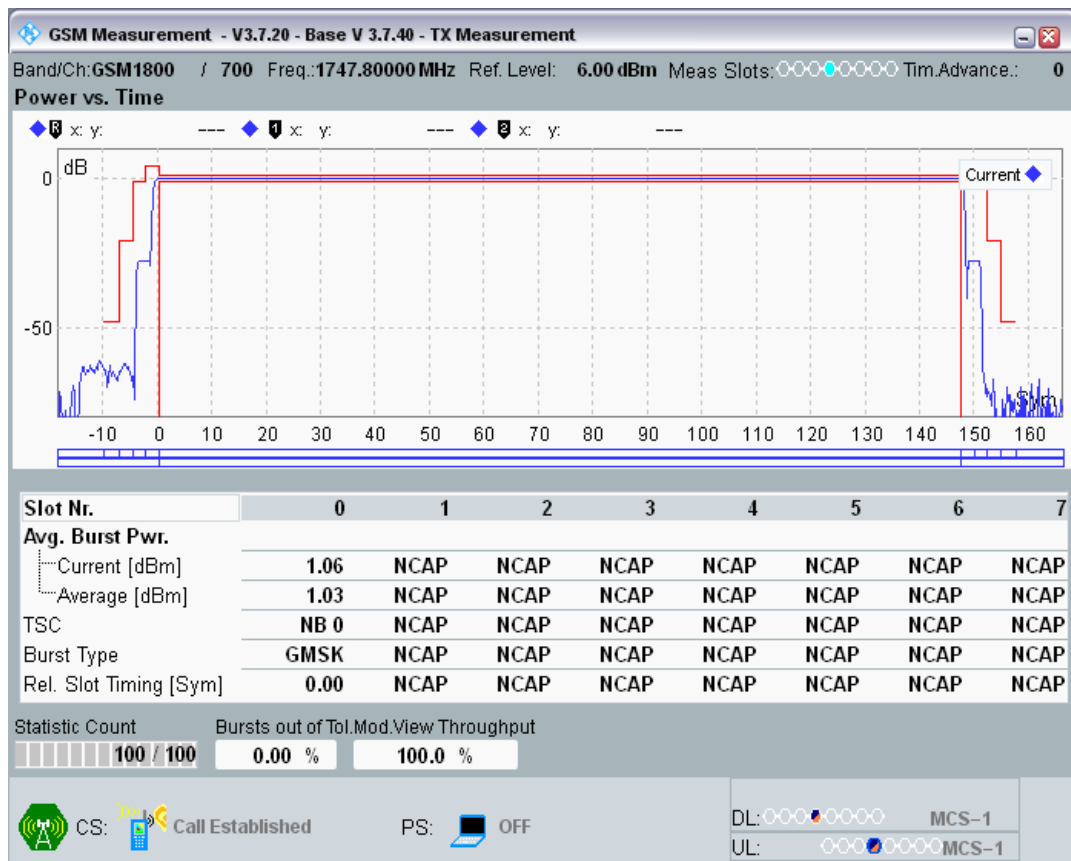 GSM Measurement - V3.7.20 - Base V 3.7.40 - TX Measurement
Band/Ch:GSM1800 / 700 Freq.:1747.80000 MHz Ref. Level: 6.00 dBm Meas Slots: Tim.Advance.: 0
Power vs. Time
R x: y: --- 1 x: y: --- 2 x: y: ---
dB
Current
0
-50
Sym
-10 0 10 20 30 40 50 60 70 80 90 100 110 120 130 140 150 160
Slot Nr. 0 1 2 3 4 5 6 7
Avg. Burst Pwr.
Current [dBm] 1.06 NCAP NCAP NCAP NCAP NCAP NCAP NCAP
Average [dBm] 1.03 NCAP NCAP NCAP NCAP NCAP NCAP NCAP
TSC NB 0 NCAP NCAP NCAP NCAP NCAP NCAP NCAP
Burst Type GMSK NCAP NCAP NCAP NCAP NCAP NCAP NCAP
Rel. Slot Timing [Sym] 0.00 NCAP NCAP NCAP NCAP NCAP NCAP NCAP
Statistic Count Bursts out of Tol.Mod.View Throughput
100 / 100 0.00 % 100.0 %
CS: Call Established PS: OFF
DL: MCS-1
UL: MCS-1